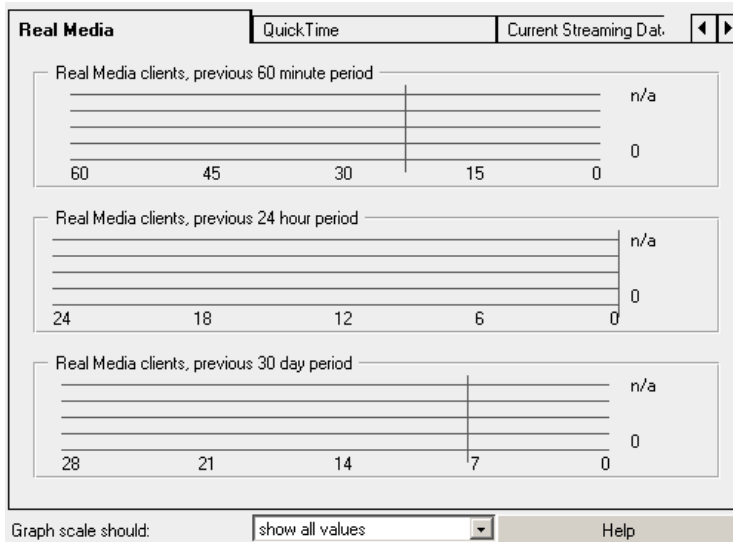 Real Media QuickTime Current Streaming Dat
Real Media clients, previous 60 minute period
n/a
0
60 45 30 15 0
Real Media clients, previous 24 hour period
n/a
0
24 18 12 6 0
Real Media clients, previous 30 day period
n/a
0
28 21 14 7 0
Graph scale should: show all values Help